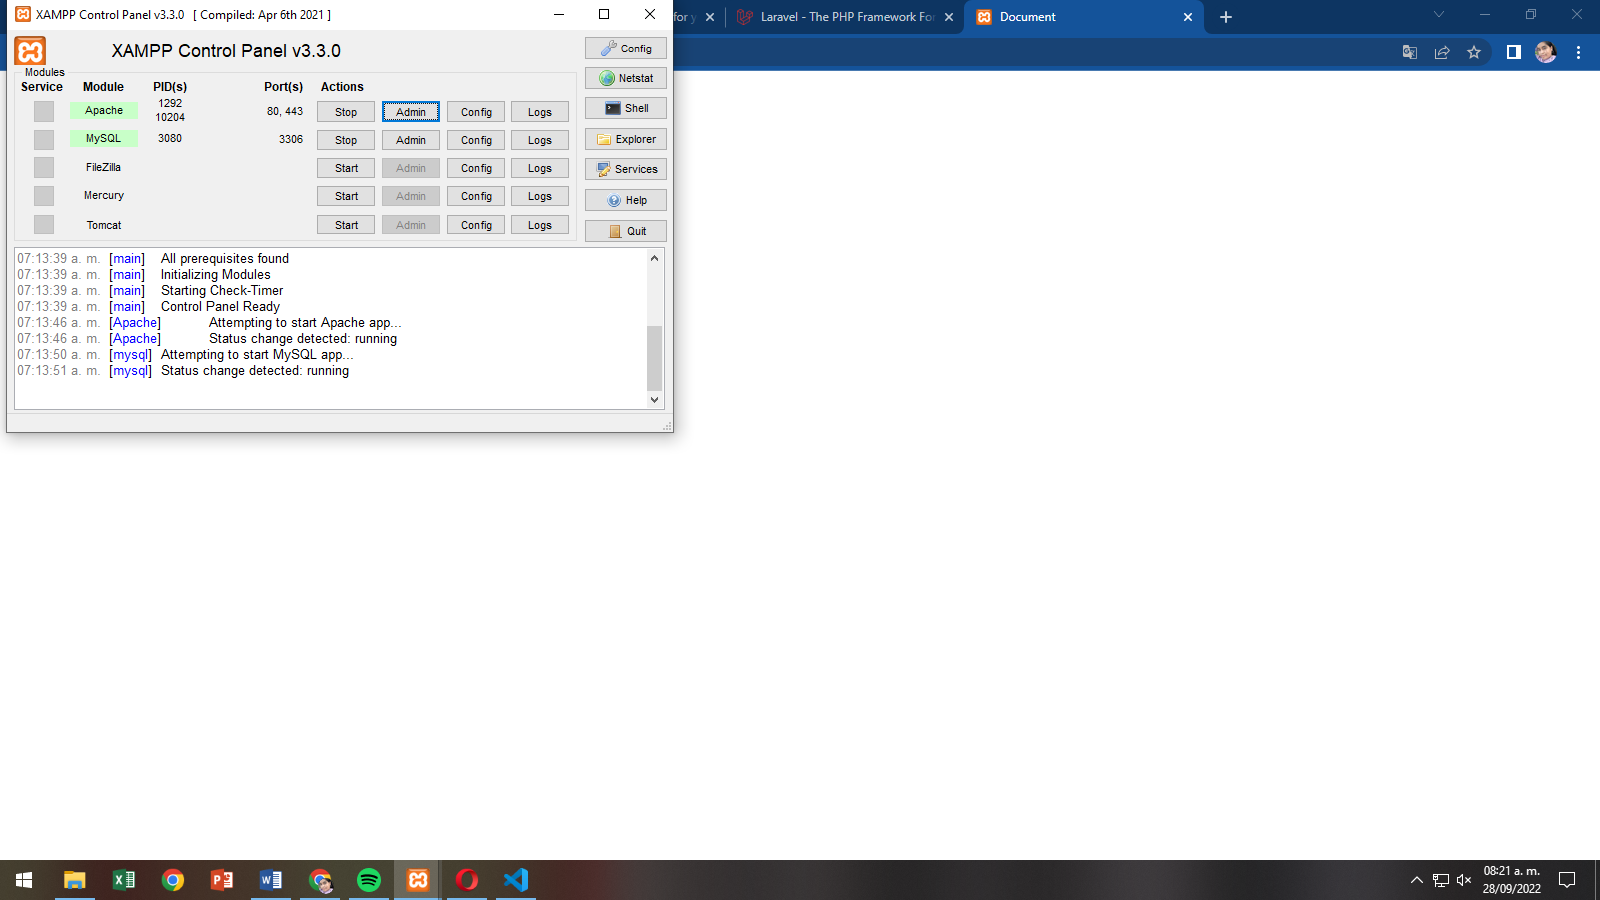 XAMPP Control Panel v3.3.0 [ Compiled: Apr 6th 2021 ]
for y
Laravel - The PHP Framework For
Document
XAMPP Control Panel v3.3.0
Config
Modules
Service Module PID(s) Port(s) Actions
Netstat
Apache 1292 10204 80, 443 Stop Admin Config Logs
Shell
MySQL 3080 3306 Stop Admin Config Logs
Explorer
FileZilla Start Admin Config Logs
Services
Mercury Start Admin Config Logs
Help
Tomcat Start Admin Config Logs
Quit
07:13:39 a. m. [main] All prerequisites found
07:13:39 a. m. [main] Initializing Modules
07:13:39 a. m. [main] Starting Check-Timer
07:13:39 a. m. [main] Control Panel Ready
07:13:46 a. m. [Apache] Attempting to start Apache app...
07:13:46 a. m. [Apache] Status change detected: running
07:13:50 a. m. [mysql] Attempting to start MySQL app...
07:13:51 a. m. [mysql] Status change detected: running
08:21 a. m.
28/09/2022